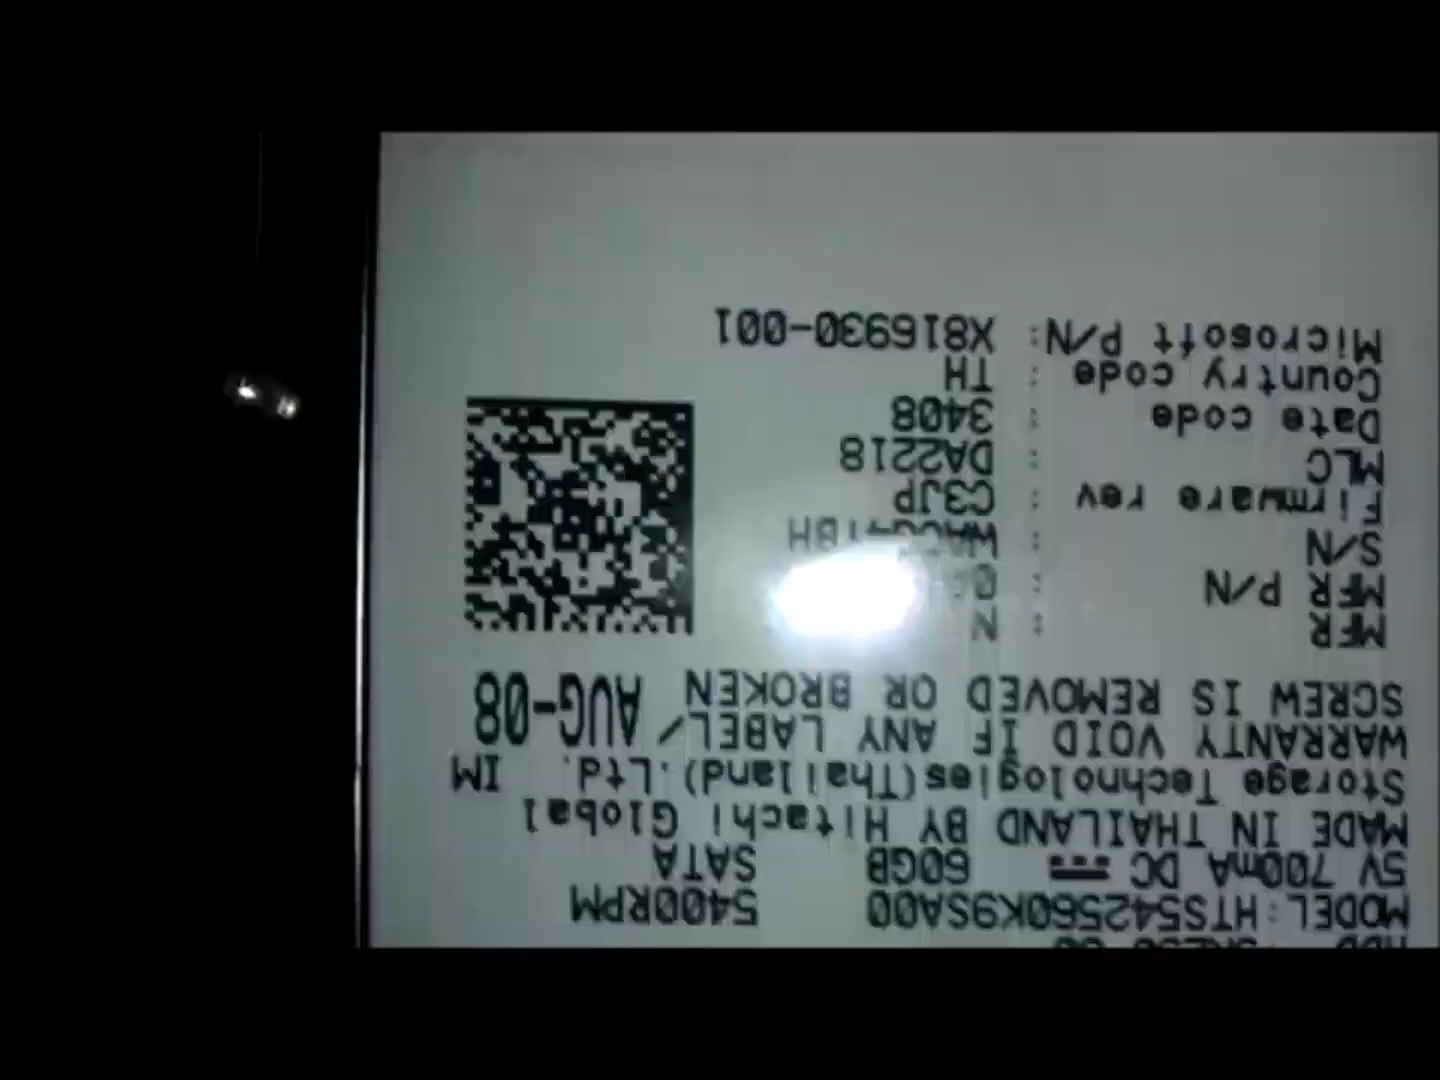 MODEL:HTS542560K9SA00 5400RPM
5V 700mA DC 60GB SATA
MADE IN THAILAND BY Hitachi Global
Storage Technologies(Thailand).Ltd. IM
WARRANTY VOID IF ANY LABEL/
SCREW IS REMOVED OR BROKEN AUG-08
MFR :
MFR P/N :
S/N :
Firmware rev : C3JP
MLC : DA2218
Date code : 3408
Country code : TH
Microsoft P/N: X816930-001